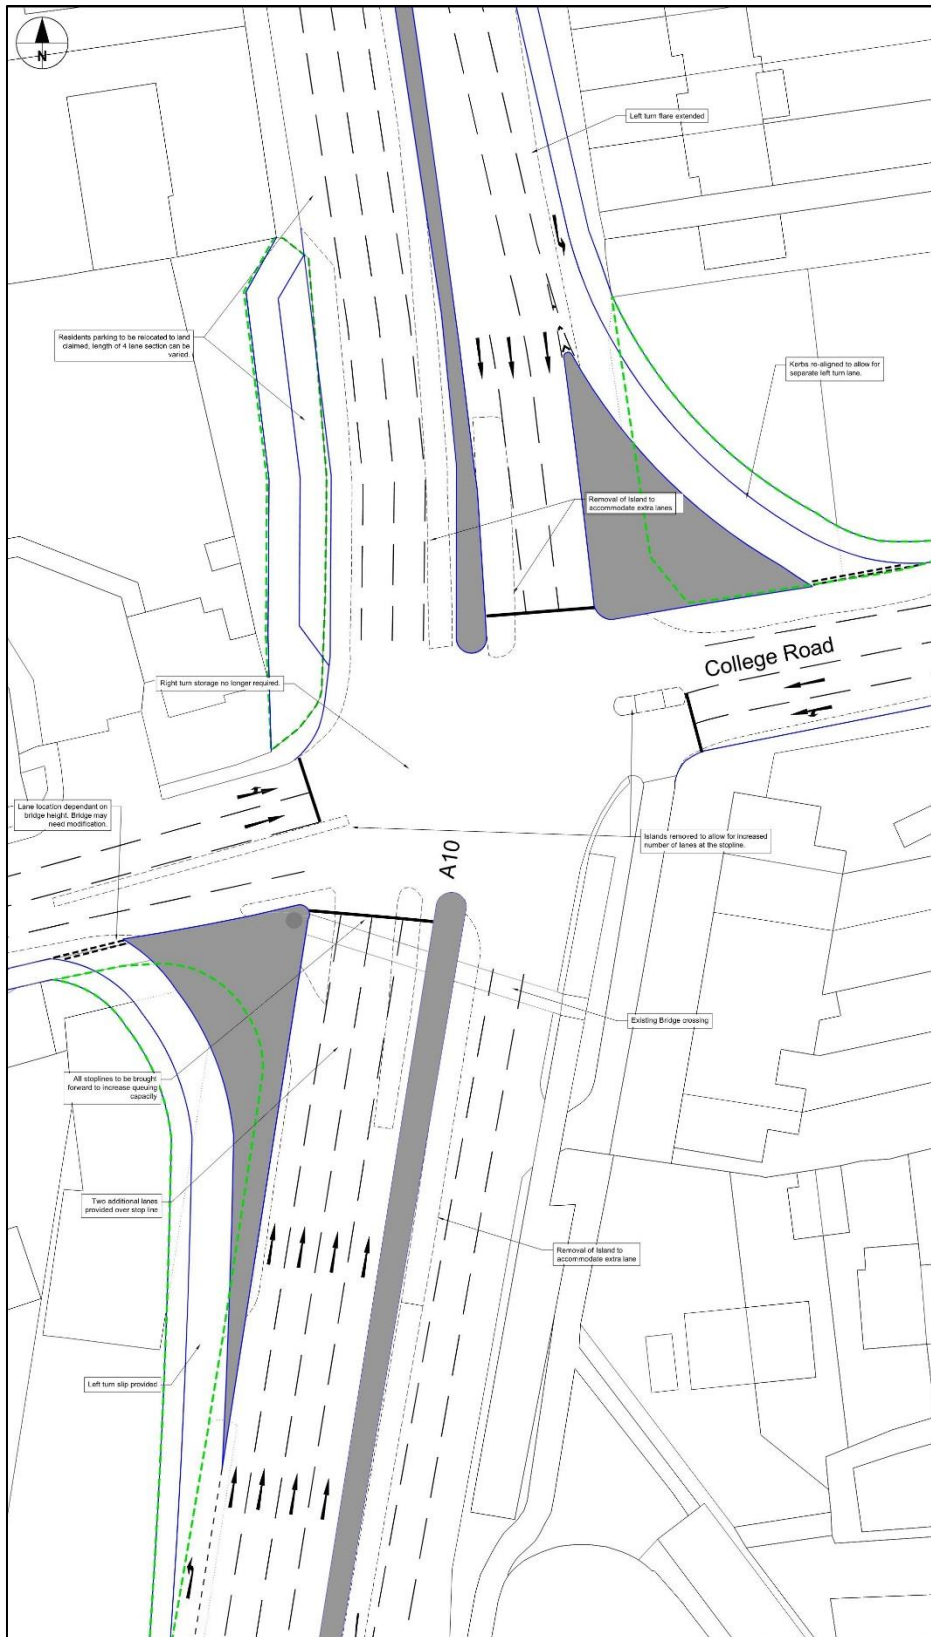 N
Left turn flare extended
Residents parking to be relocated to land
claimed, length of 4 lane section can be
varied.
Kerbs re-aligned to allow for
separate left turn lane.
Removal of Island to
accommodate extra lanes
College Road
Right turn storage no longer required.
Lane location dependant on
bridge height. Bridge may
need modification.
Islands removed to allow for increased
number of lanes at the stopline.
A10
Existing Bridge crossing
All stoplines to be brought
forward to increase queuing
capacity
Two additional lanes
provided over stop line
Removal of Island to
accommodate extra lane
Left turn slip provided